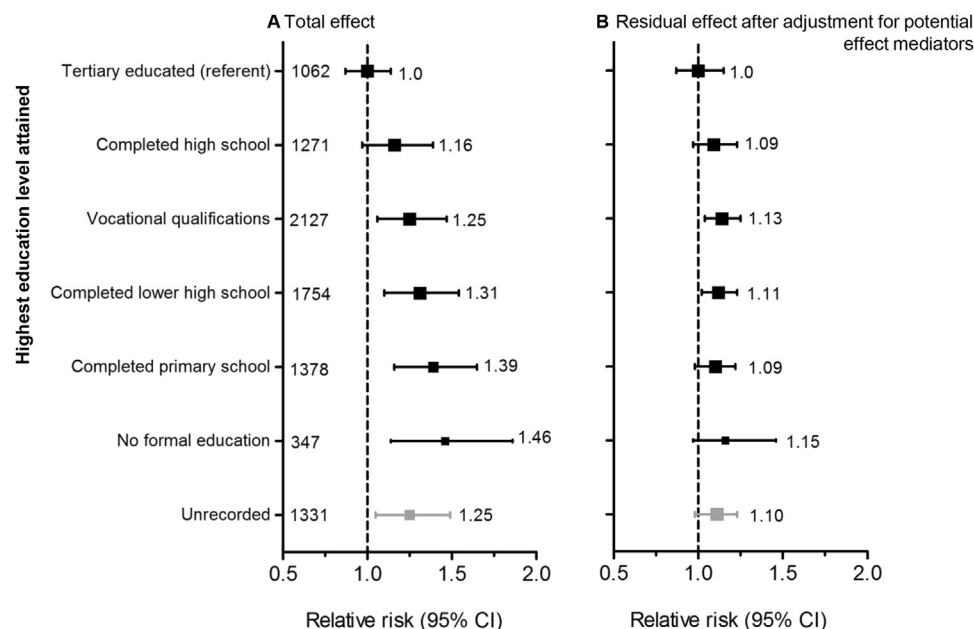 A Total effect
B Residual effect after adjustment for potential
effect mediators
Highest education level attained
Tertiary educated (referent) 1062 1.0 1.0
Completed high school 1271 1.16 1.09
Vocational qualifications 2127 1.25 1.13
Completed lower high school 1754 1.31 1.11
Completed primary school 1378 1.39 1.09
No formal education 347 1.46 1.15
Unrecorded 1331 1.25 1.10
0.5 1.0 1.5 2.0 0.5 1.0 1.5 2.0
Relative risk (95% CI) Relative risk (95% CI)